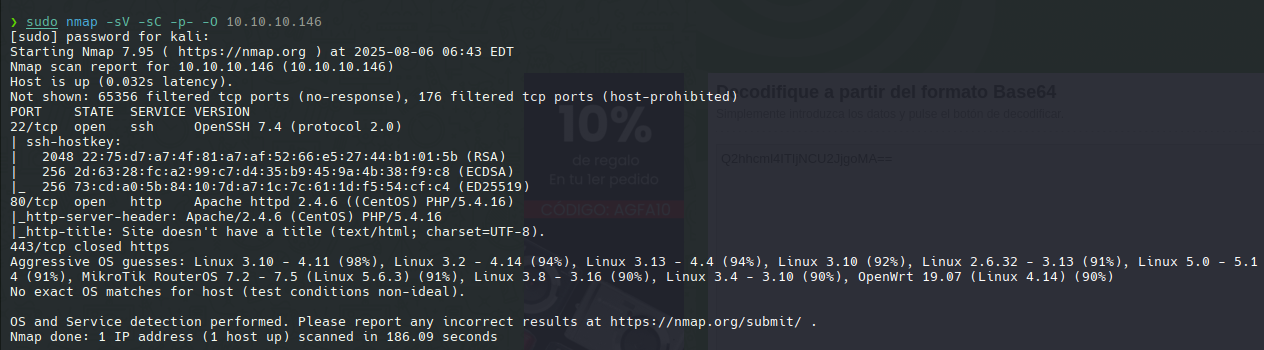 ❯ sudo nmap -sV -sC -p- -O 10.10.10.146
[sudo] password for kali:
Starting Nmap 7.95 ( https://nmap.org ) at 2025-08-06 06:43 EDT
Nmap scan report for 10.10.10.146 (10.10.10.146)
Host is up (0.032s latency).
Not shown: 65356 filtered tcp ports (no-response), 176 filtered tcp ports (host-prohibited)
PORT    STATE  SERVICE VERSION
22/tcp  open   ssh     OpenSSH 7.4 (protocol 2.0)
| ssh-hostkey:
|   2048 22:75:d7:a7:4f:81:a7:af:52:66:e5:27:44:b1:01:5b (RSA)
|   256 2d:63:28:fc:a2:99:c7:d4:35:b9:45:9a:4b:38:f9:c8 (ECDSA)
|_  256 73:cd:a0:5b:84:10:7d:a7:1c:7c:61:1d:f5:54:cf:c4 (ED25519)
80/tcp  open   http    Apache httpd 2.4.6 ((CentOS) PHP/5.4.16)
|_http-server-header: Apache/2.4.6 (CentOS) PHP/5.4.16
|_http-title: Site doesn't have a title (text/html; charset=UTF-8).
443/tcp closed https
Aggressive OS guesses: Linux 3.10 - 4.11 (98%), Linux 3.2 - 4.14 (94%), Linux 3.13 - 4.4 (94%), Linux 3.10 (92%), Linux 2.6.32 - 3.13 (91%), Linux 5.0 - 5.1
4 (91%), MikroTik RouterOS 7.2 - 7.5 (Linux 5.6.3) (91%), Linux 3.8 - 3.16 (90%), Linux 3.4 - 3.10 (90%), OpenWrt 19.07 (Linux 4.14) (90%)
No exact OS matches for host (test conditions non-ideal).
OS and Service detection performed. Please report any incorrect results at https://nmap.org/submit/ .
Nmap done: 1 IP address (1 host up) scanned in 186.09 seconds
10%
de regalo
En tu 1er pedido
CÓDIGO: AGFA10
Decodifique a partir del formato Base64
Simplemente introduzca los datos y pulse el botón de decodificar.